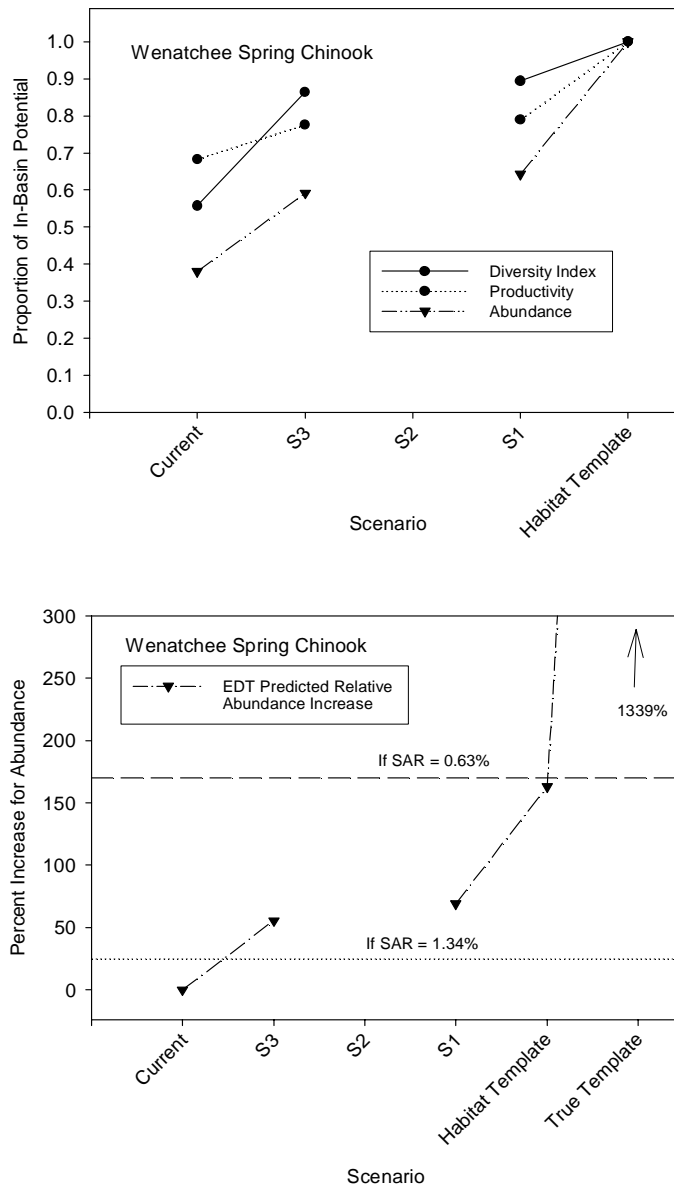 Wenatchee Spring Chinook
Proportion of In-Basin Potential
1.0
0.9
0.8
0.7
0.6
0.5
0.4
0.3
0.2
0.1
0.0
Diversity Index
Productivity
Abundance
Current
S3
S2
S1
Habitat Template
Scenario
Wenatchee Spring Chinook
EDT Predicted Relative
Abundance Increase
Percent Increase for Abundance
300
250
200
150
100
50
0
1339%
If SAR = 0.63%
If SAR = 1.34%
Current
S3
S2
S1
Habitat Template
True Template
Scenario